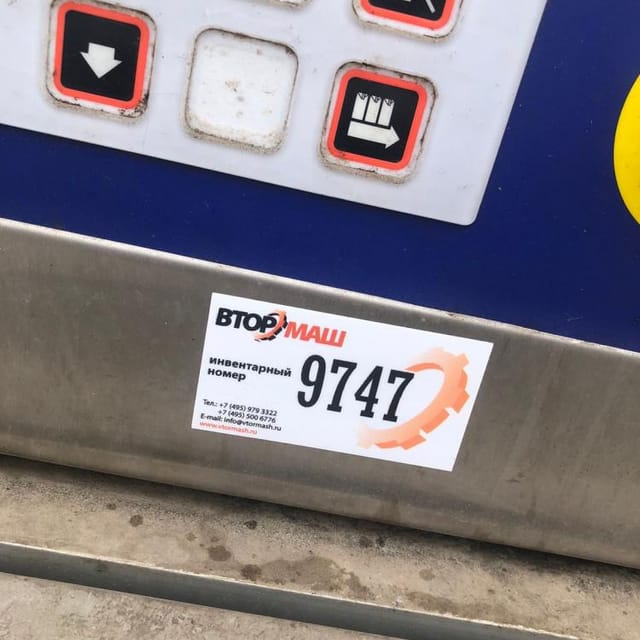 ВТОРМАШ
инвентарный
номер
9747
Тел.: +7 (495) 979 3322
+7 (495) 500 6776
E-mail: info@vtormash.ru
www.vtormash.ru